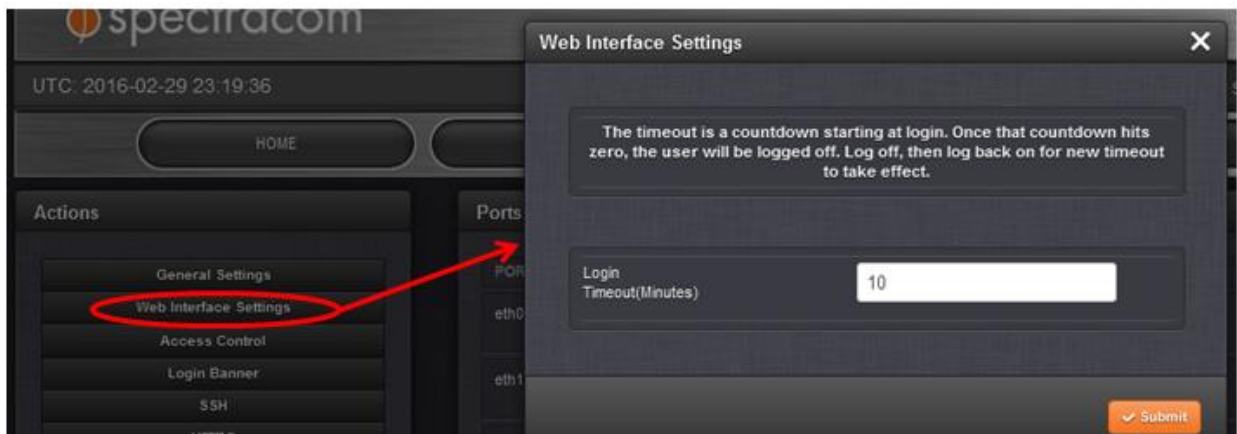 spectracom
UTC: 2016-02-29 23:19:36
HOME
Actions
General Settings
Web Interface Settings
Access Control
Login Banner
SSH
Ports
POR
eth0
eth1
Web Interface Settings
The timeout is a countdown starting at login. Once that countdown hits
zero, the user will be logged off. Log off, then log back on for new timeout
to take effect.
Login
Timeout(Minutes)
10
Submit